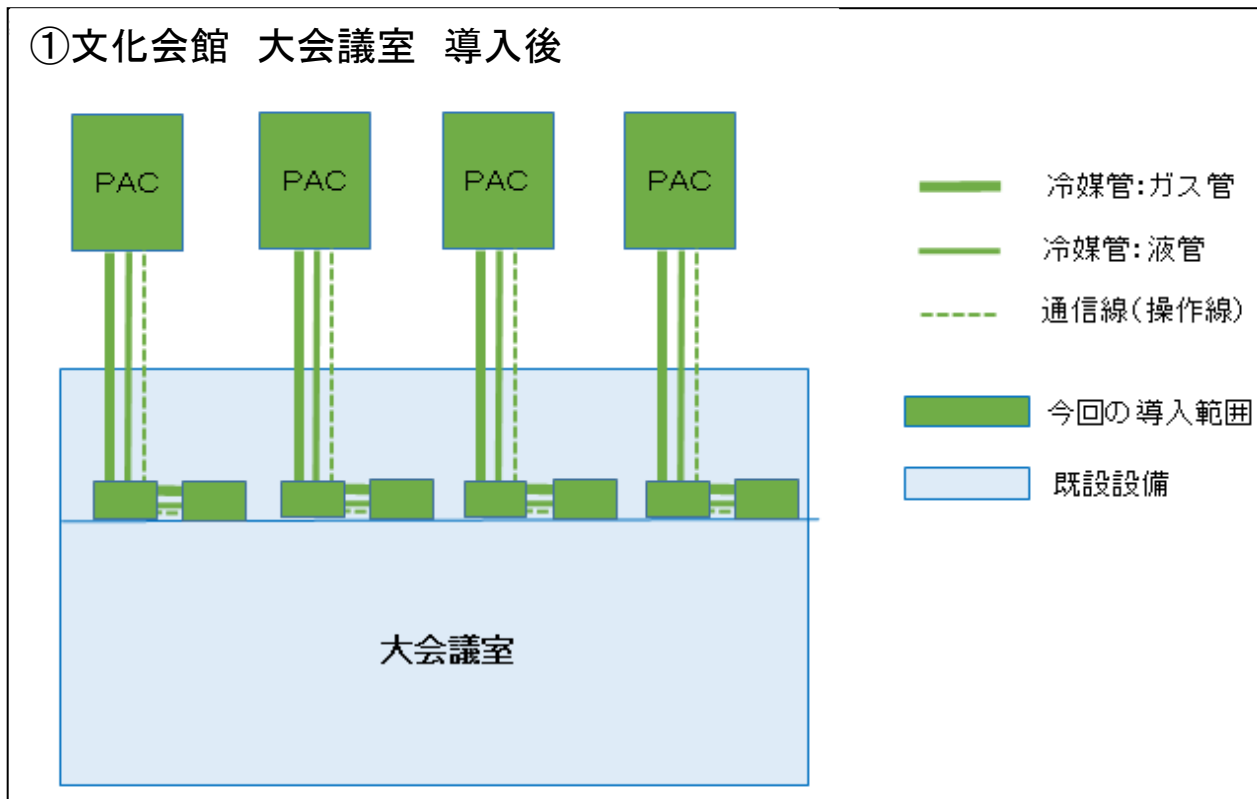 ①文化会館 大会議室 導入後
PAC
PAC
PAC
PAC
冷媒管:ガス管
冷媒管:液管
通信線(操作線)
今回の導入範囲
既設設備
大会議室